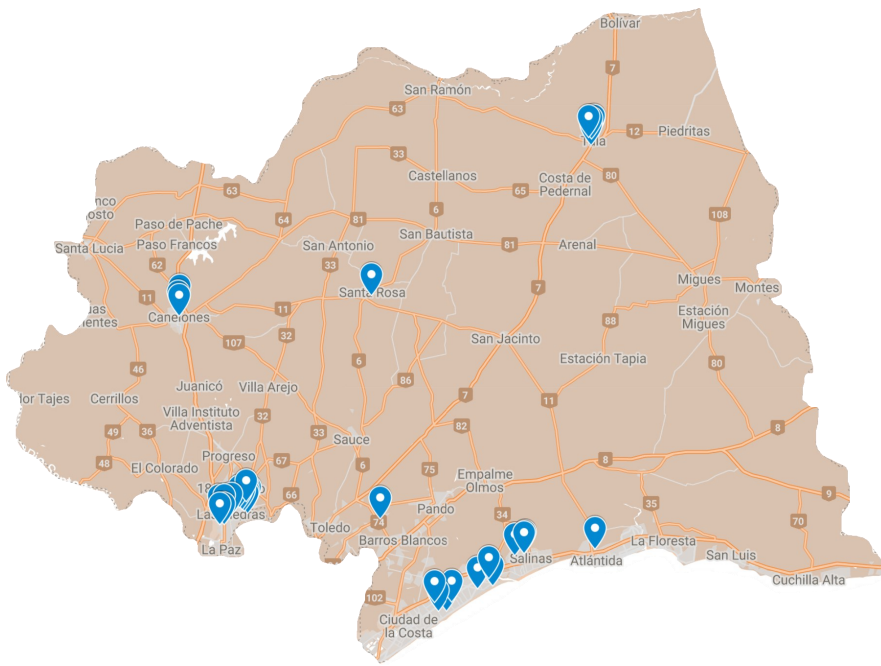 Bolívar
7
San Ramón
63
12
Piedritas
33
Castellanos
65
Costa de
Pedernal
80
63
64
81
6
108
Paso de Pache
Santa Lucia
Paso Francos
San Antonio
San Bautista
81
Arenal
62
33
Migues
Montes
11
Santa Rosa
7
Canelones
11
88
Estación
Migues
107
32
San Jacinto
Estación Tapia
6
80
46
86
Juanicó
Villa Arejo
7
11
Cerrillos
Villa Instituto
Adventista
32
49
36
33
Sauce
82
8
Progreso
67
6
75
8
48
El Colorado
Empalme
Olmos
66
9
35
34
Pando
70
Toledo
74
La Paz
Barros Blancos
La Floresta
San Luis
Salinas
Atlántida
Cuchilla Alta
102
Ciudad de
la Costa